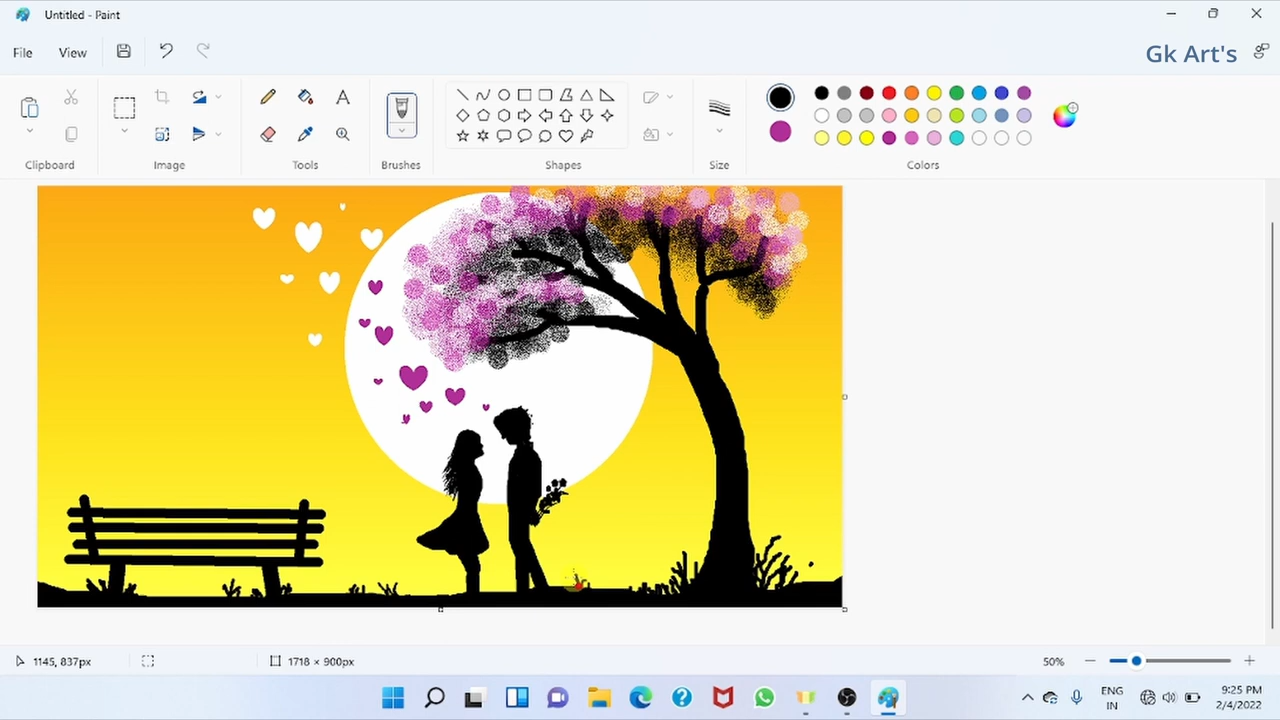 Untitled - Paint
File View
Gk Art's
Clipboard Image Tools Brushes Shapes Size Colors
1145, 837px 1718 × 900px 50%
ENG 9:25 PM
IN 2/4/2022